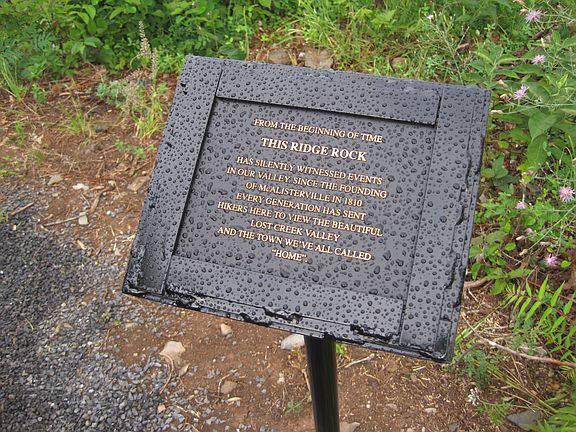 FROM THE BEGINNING OF TIME
THIS RIDGE ROCK
HAS SILENTLY WITNESSED EVENTS
IN OUR VALLEY. SINCE THE FOUNDING
OF McALISTERVILLE IN 1810
EVERY GENERATION HAS SENT
HIKERS HERE TO VIEW THE BEAUTIFUL
LOST CREEK VALLEY
AND THE TOWN WE'VE ALL CALLED
"HOME".